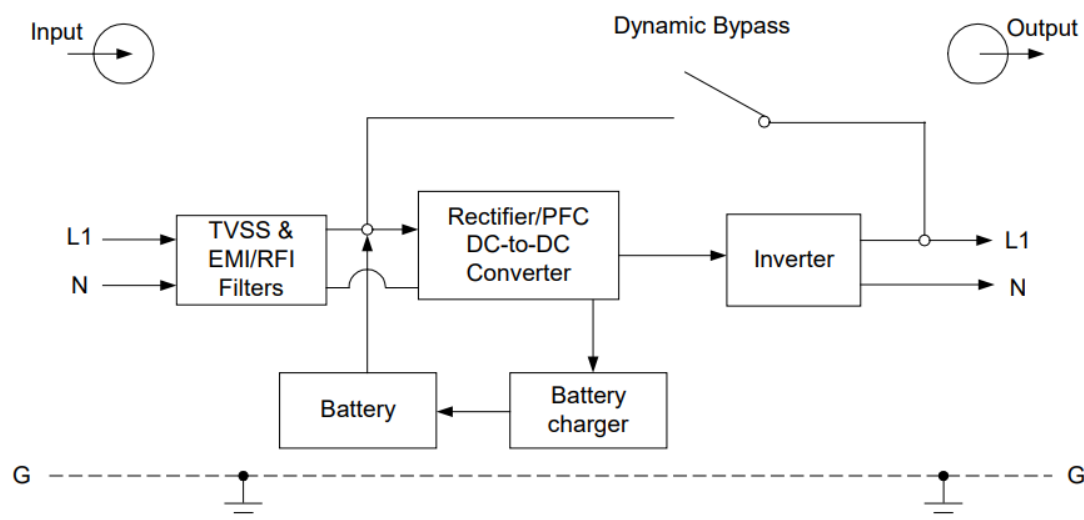 Input
Dynamic Bypass
Output
L1
N
TVSS &
EMI/RFI
Filters
Rectifier/PFC
DC-to-DC
Converter
Inverter
L1
N
Battery
Battery
charger
G
G